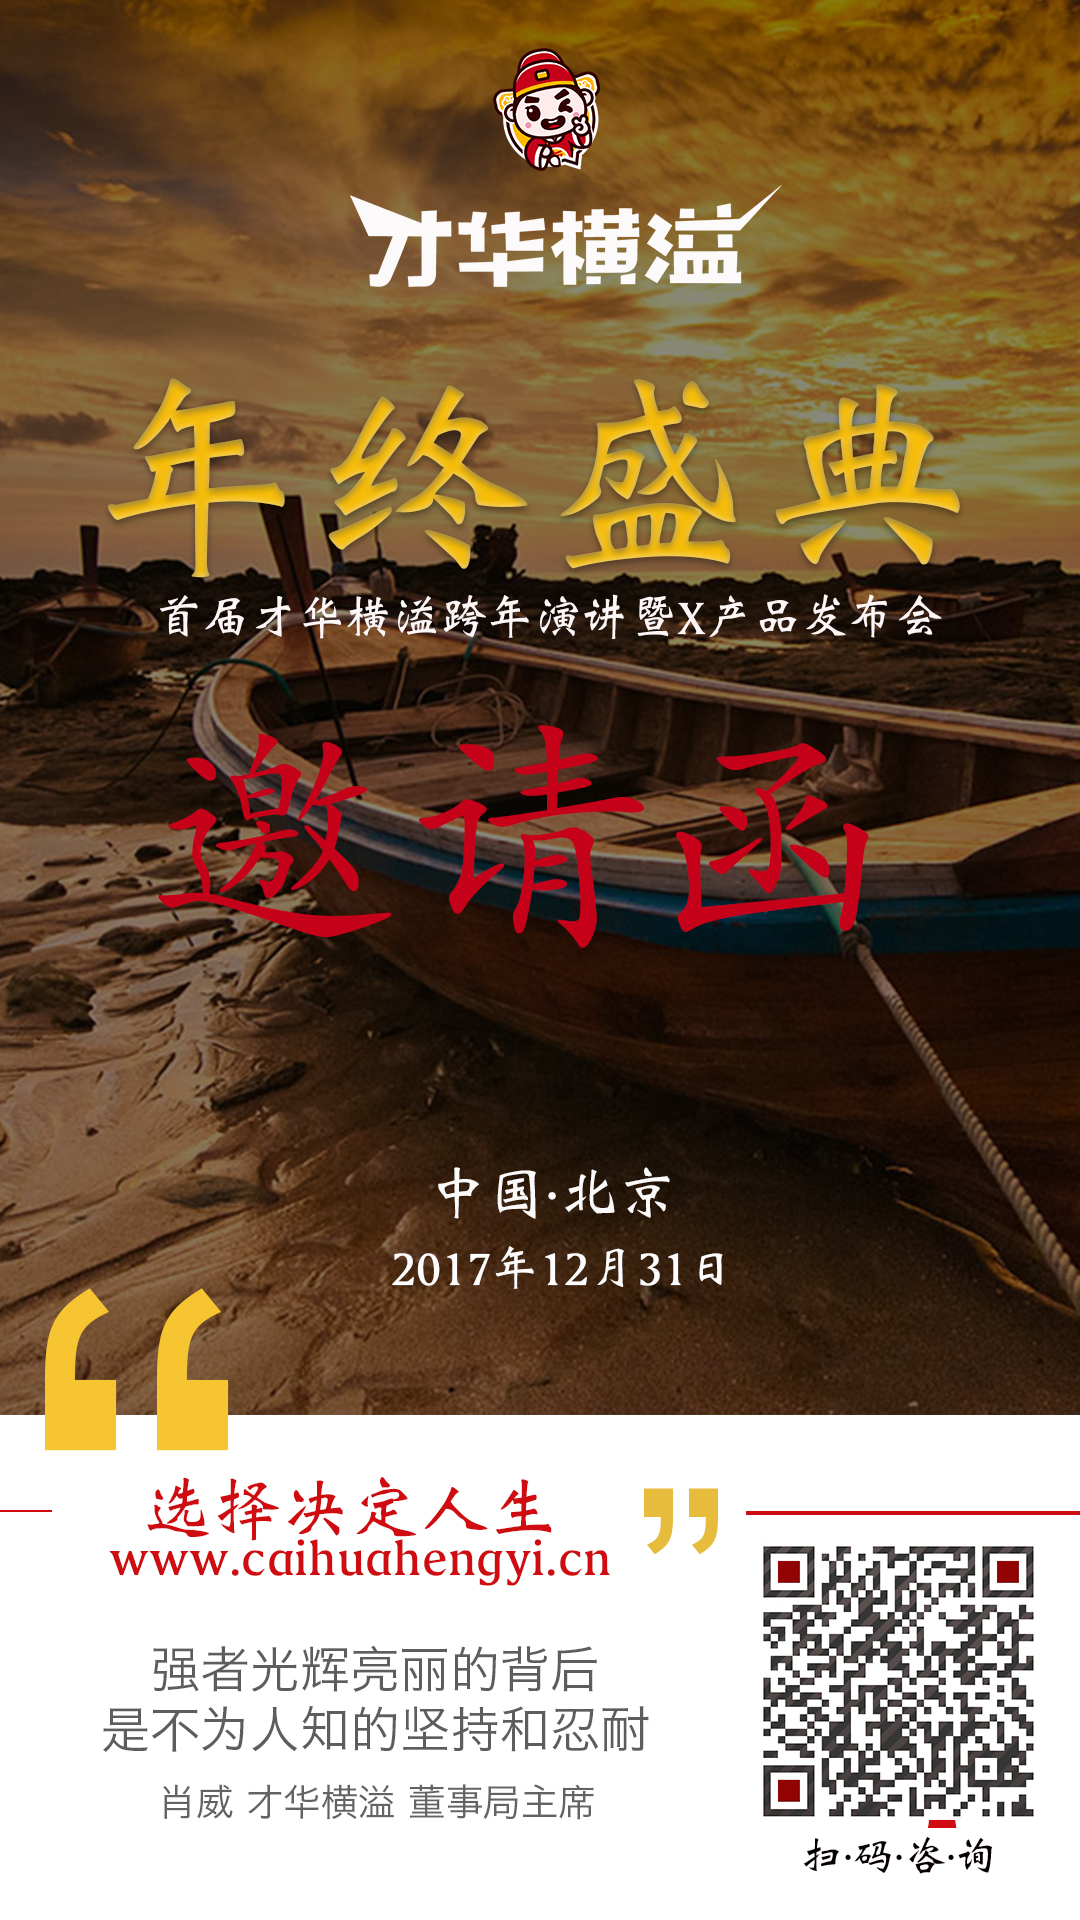 才华横溢
年终盛典
首届才华横溢跨年演讲暨X产品发布会
邀请函
中国·北京
2017年12月31日
选择决定人生
www.caihuahengyi.cn
强者光辉亮丽的背后
是不为人知的坚持和忍耐
肖威 才华横溢 董事局主席
扫·码·咨·询